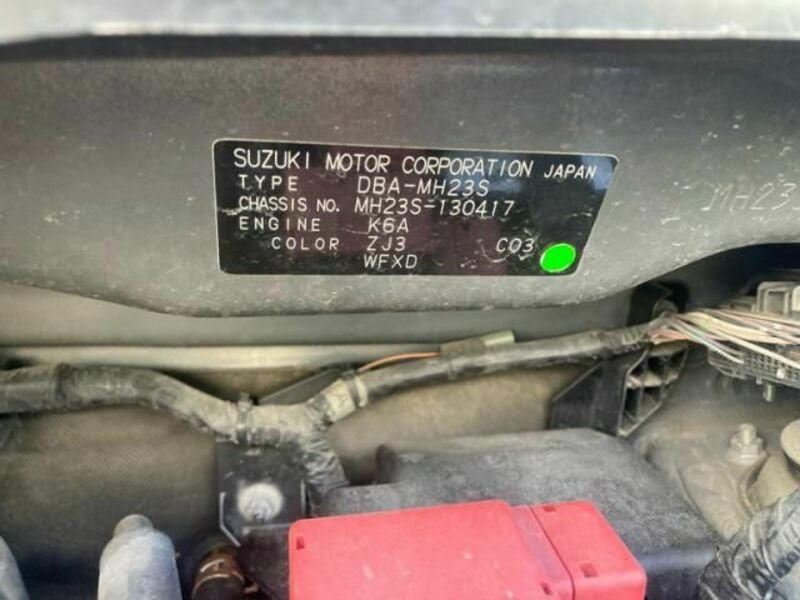 SUZUKI MOTOR CORPORATION JAPAN
TYPE DBA-MH23S
CHASSIS NO. MH23S-130417
ENGINE K6A
COLOR ZJ3 C03
WFXD
MH23